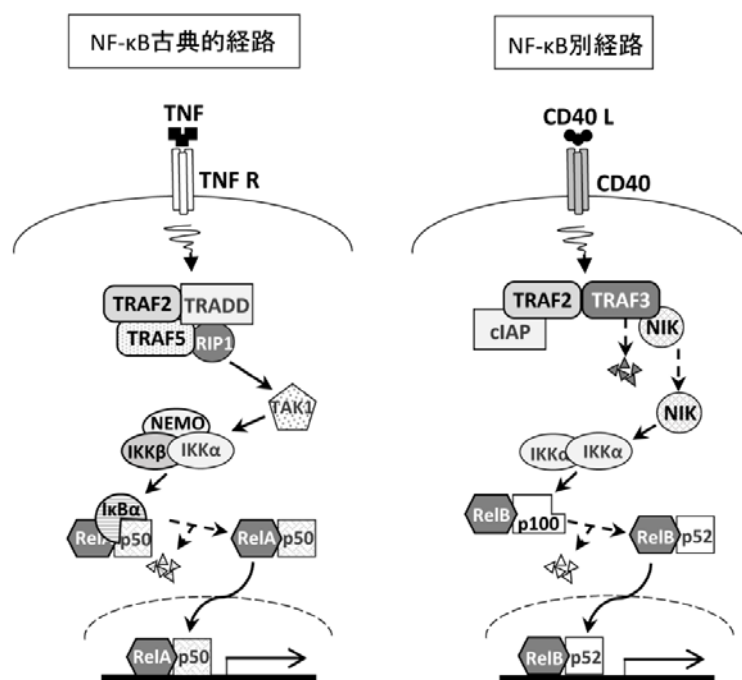 NF-κB古典的経路
TNF
TNF R
TRAF2
TRADD
TRAF5
RIP1
TAK1
NEMO
IKKβ
IKKα
IκBα
RelA
p50
RelA
p50
RelA
p50
NF-κB別経路
CD40 L
CD40
TRAF2
TRAF3
cIAP
NIK
NIK
IKKα
IKKα
RelB
p100
RelB
p52
RelB
p52